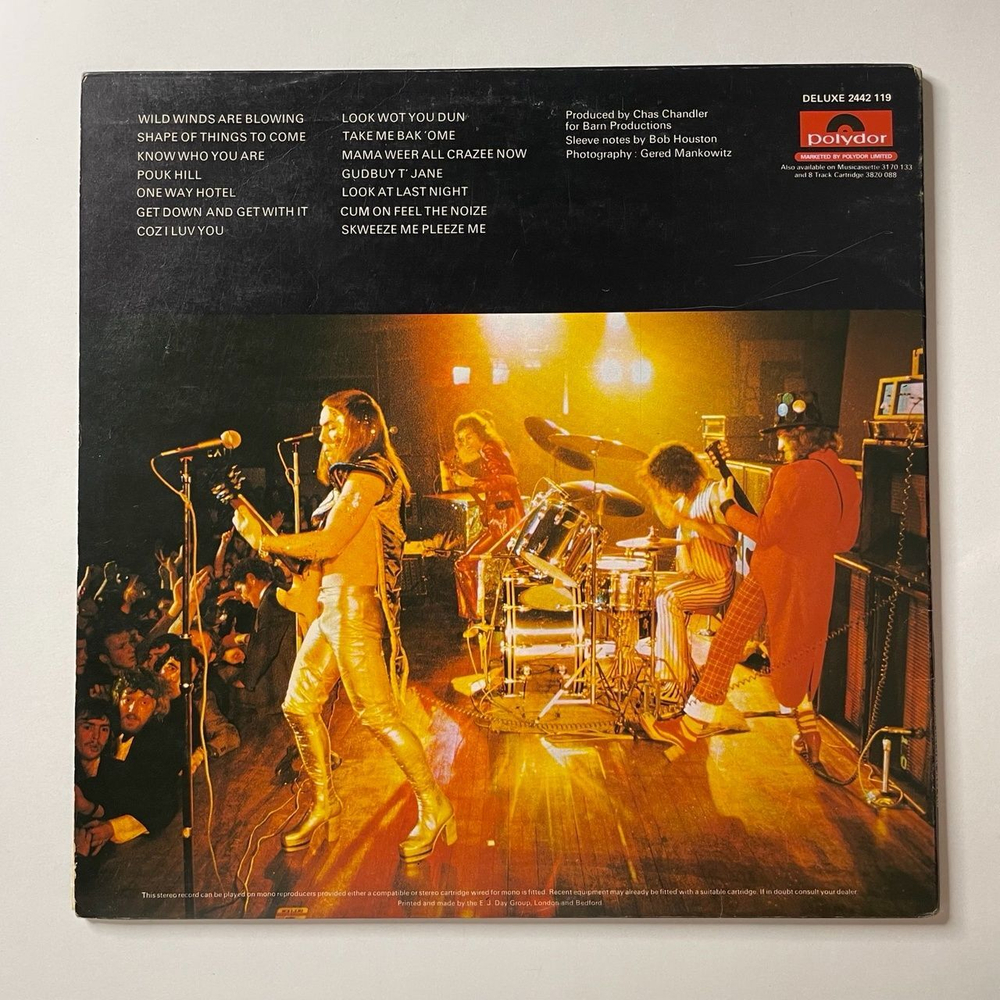 WILD WINDS ARE BLOWING
SHAPE OF THINGS TO COME
KNOW WHO YOU ARE
POUK HILL
ONE WAY HOTEL
GET DOWN AND GET WITH IT
COZ I LUV YOU
LOOK WOT YOU DUN
TAKE ME BAK 'OME
MAMA WEER ALL CRAZEE NOW
GUDBUY T' JANE
LOOK AT LAST NIGHT
CUM ON FEEL THE NOIZE
SKWEEZE ME PLEEZE ME
Produced by Chas Chandler
for Barn Productions
Sleeve notes by Bob Houston
Photography : Gered Mankowitz
DELUXE 2442 119
polydor
MARKETED BY POLYDOR LIMITED
Also available on Musicassette 3170 133
and 8 Track Cartridge 3820 088
This stereo record can be played on mono reproducers provided either a compatible or stereo cartridge wired for mono is fitted. Recent equipment may already be fitted with a suitable cartridge. If in doubt consult your dealer
Printed and made by the E. J. Day Group, London and Bedford.